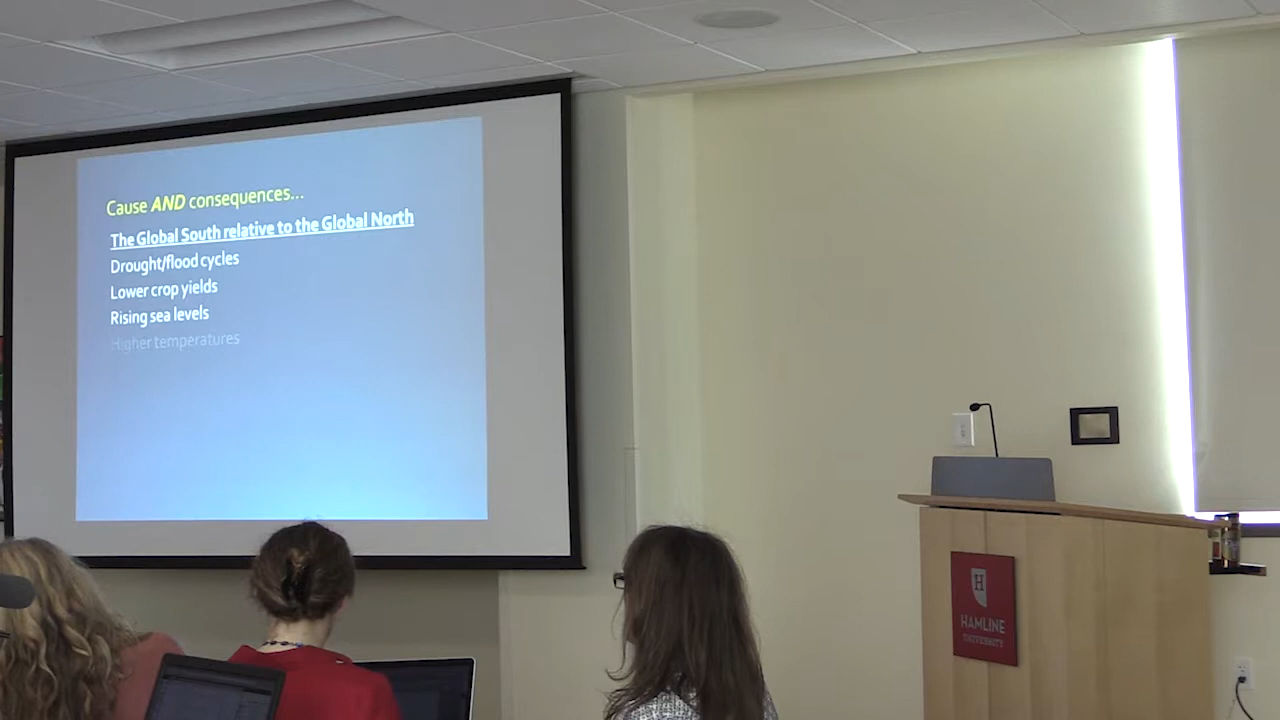 Cause AND consequences...
The Global South relative to the Global North
Drought/flood cycles
Lower crop yields
Rising sea levels
Higher temperatures
H
HAMLINE
UNIVERSITY